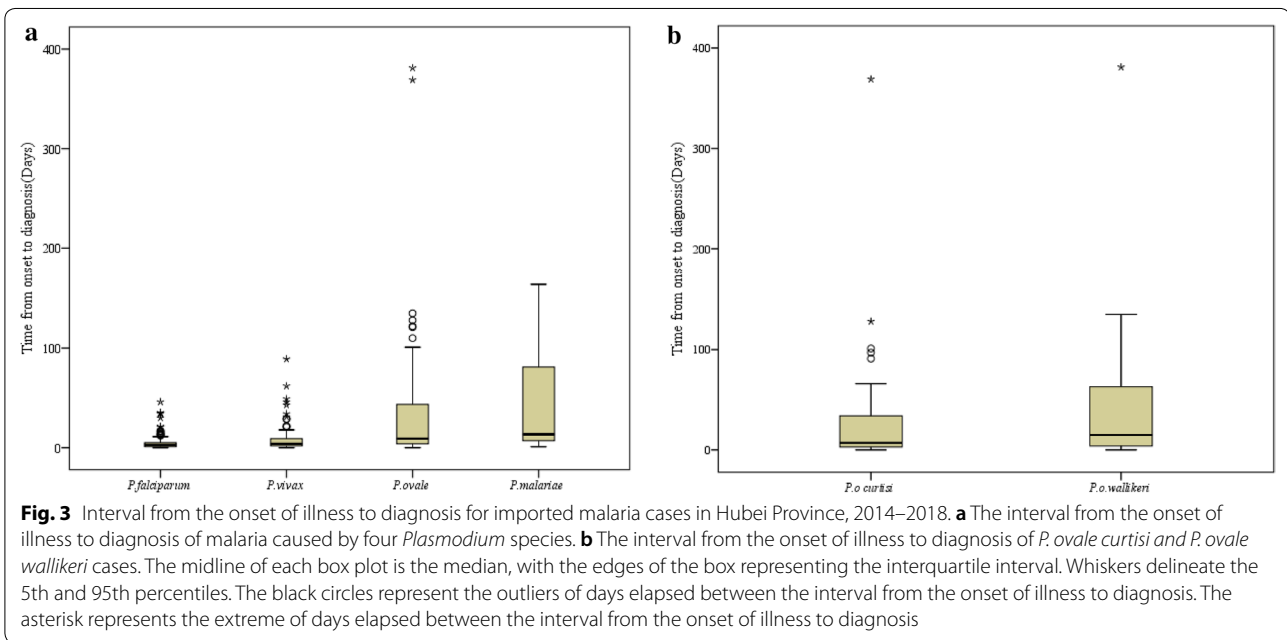 a
400
300
200
100
0
Time from onset to diagnosis(Days)
P.falciparum P.vivax P.ovale P.malariae
b
400
300
200
100
0
Time from onset to diagnosis(Days)
P.o curtisi P.o.wallikeri
Fig. 3 Interval from the onset of illness to diagnosis for imported malaria cases in Hubei Province, 2014–2018. a The interval from the onset of
illness to diagnosis of malaria caused by four Plasmodium species. b The interval from the onset of illness to diagnosis of P. ovale curtisi and P. ovale
wallikeri cases. The midline of each box plot is the median, with the edges of the box representing the interquartile interval. Whiskers delineate the
5th and 95th percentiles. The black circles represent the outliers of days elapsed between the interval from the onset of illness to diagnosis. The
asterisk represents the extreme of days elapsed between the interval from the onset of illness to diagnosis